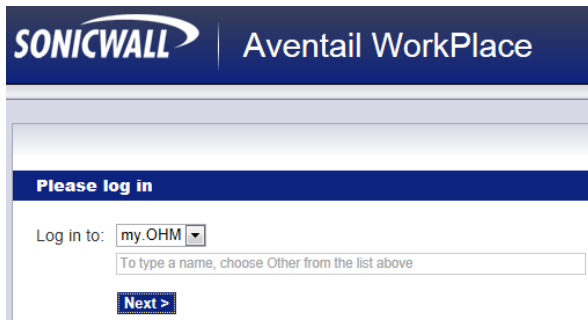 SONICWALL Aventail WorkPlace
Please log in
Log in to: my.OHM
To type a name, choose Other from the list above
Next >